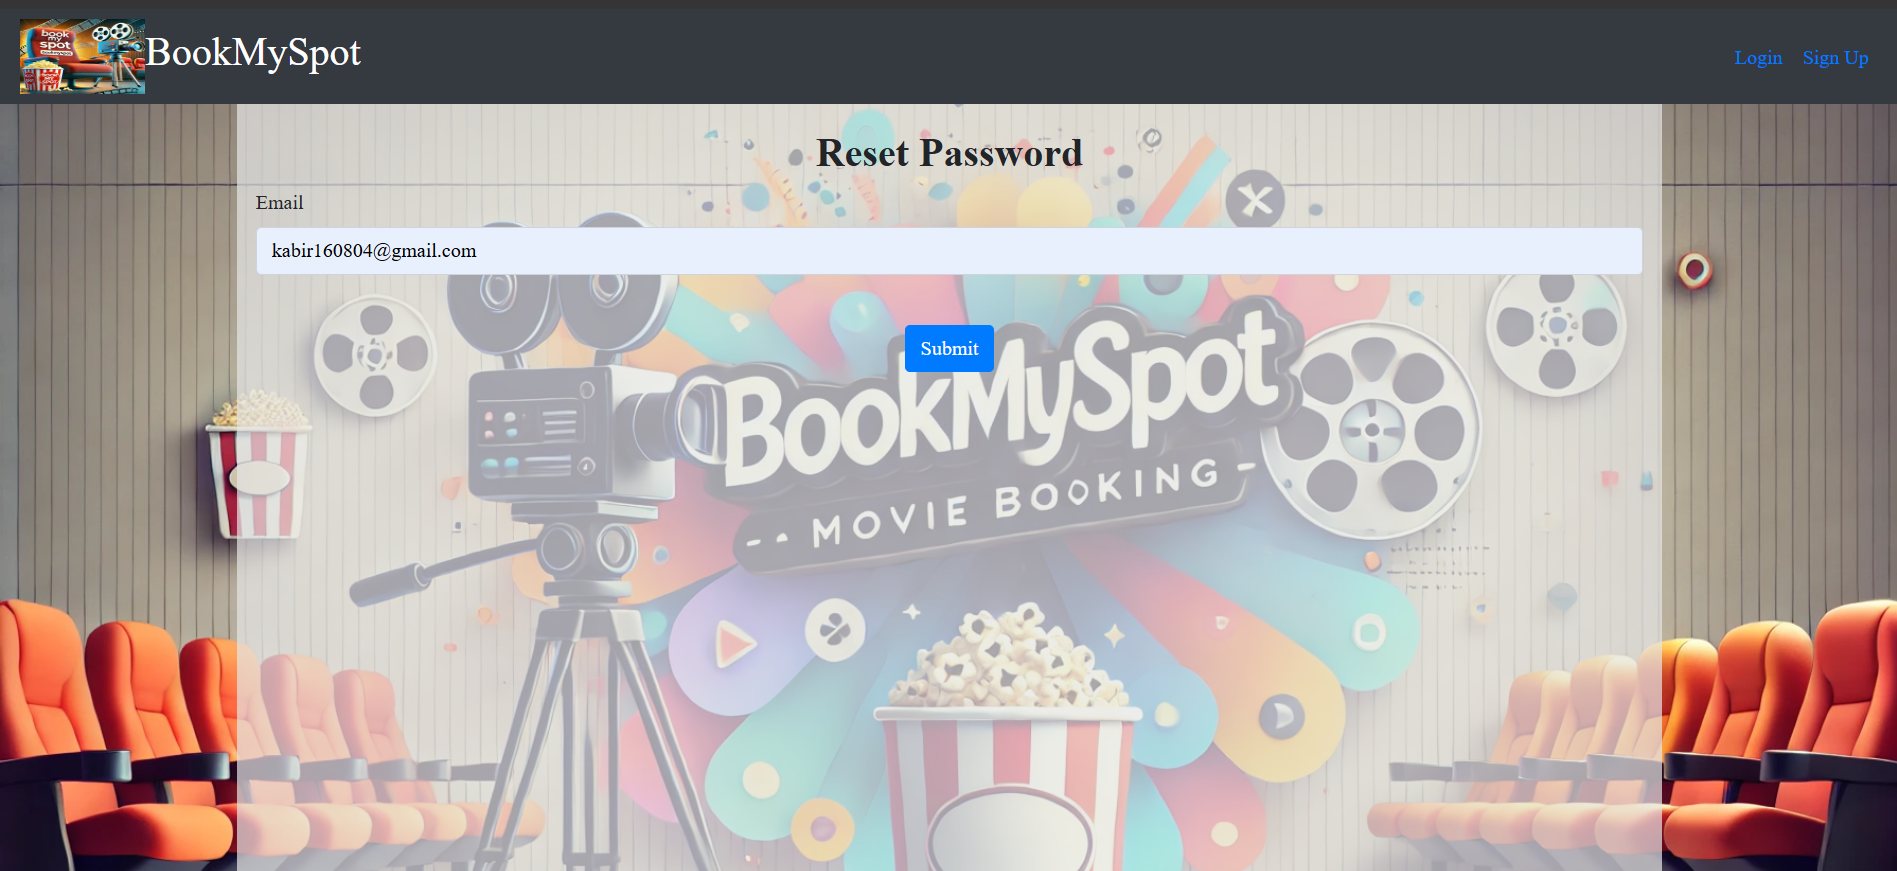 book
my
spot
BookMySpot
Login
Sign Up
Reset Password
Email
kabir160804@gmail.com
Submit
BookMySpot
-- MOVIE BOOKING -